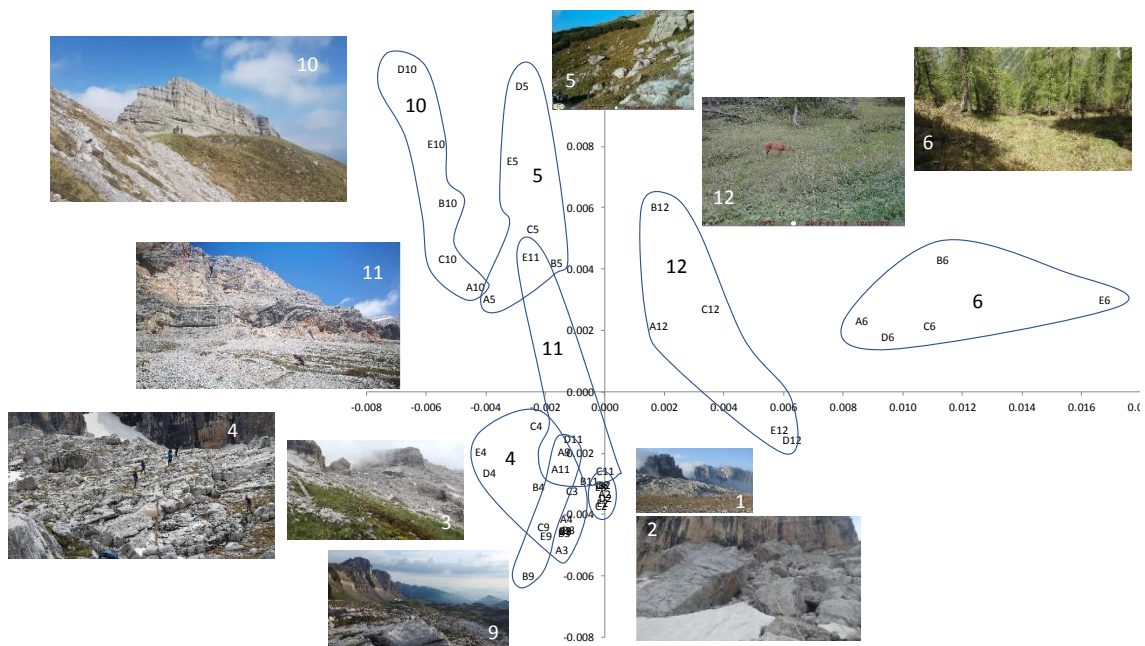 10
5
6
12
11
4
3
9
1
2
D10
10
E10
B10
C10
A10
D5
E5
5
C5
B5
A5
E11
11
B12
12
C12
A12
E12
D12
B6
6
E6
A6
C6
D6
0.008
0.006
0.004
0.002
0.000
-0.002
-0.004
-0.006
-0.008
-0.008
-0.006
-0.004
-0.002
0.000
0.002
0.004
0.006
0.008
0.010
0.012
0.014
0.016
C4
E4
4
D4
B4
A4
D11
A9
A11
B11
C11
C3
C9
E9
A3
B9